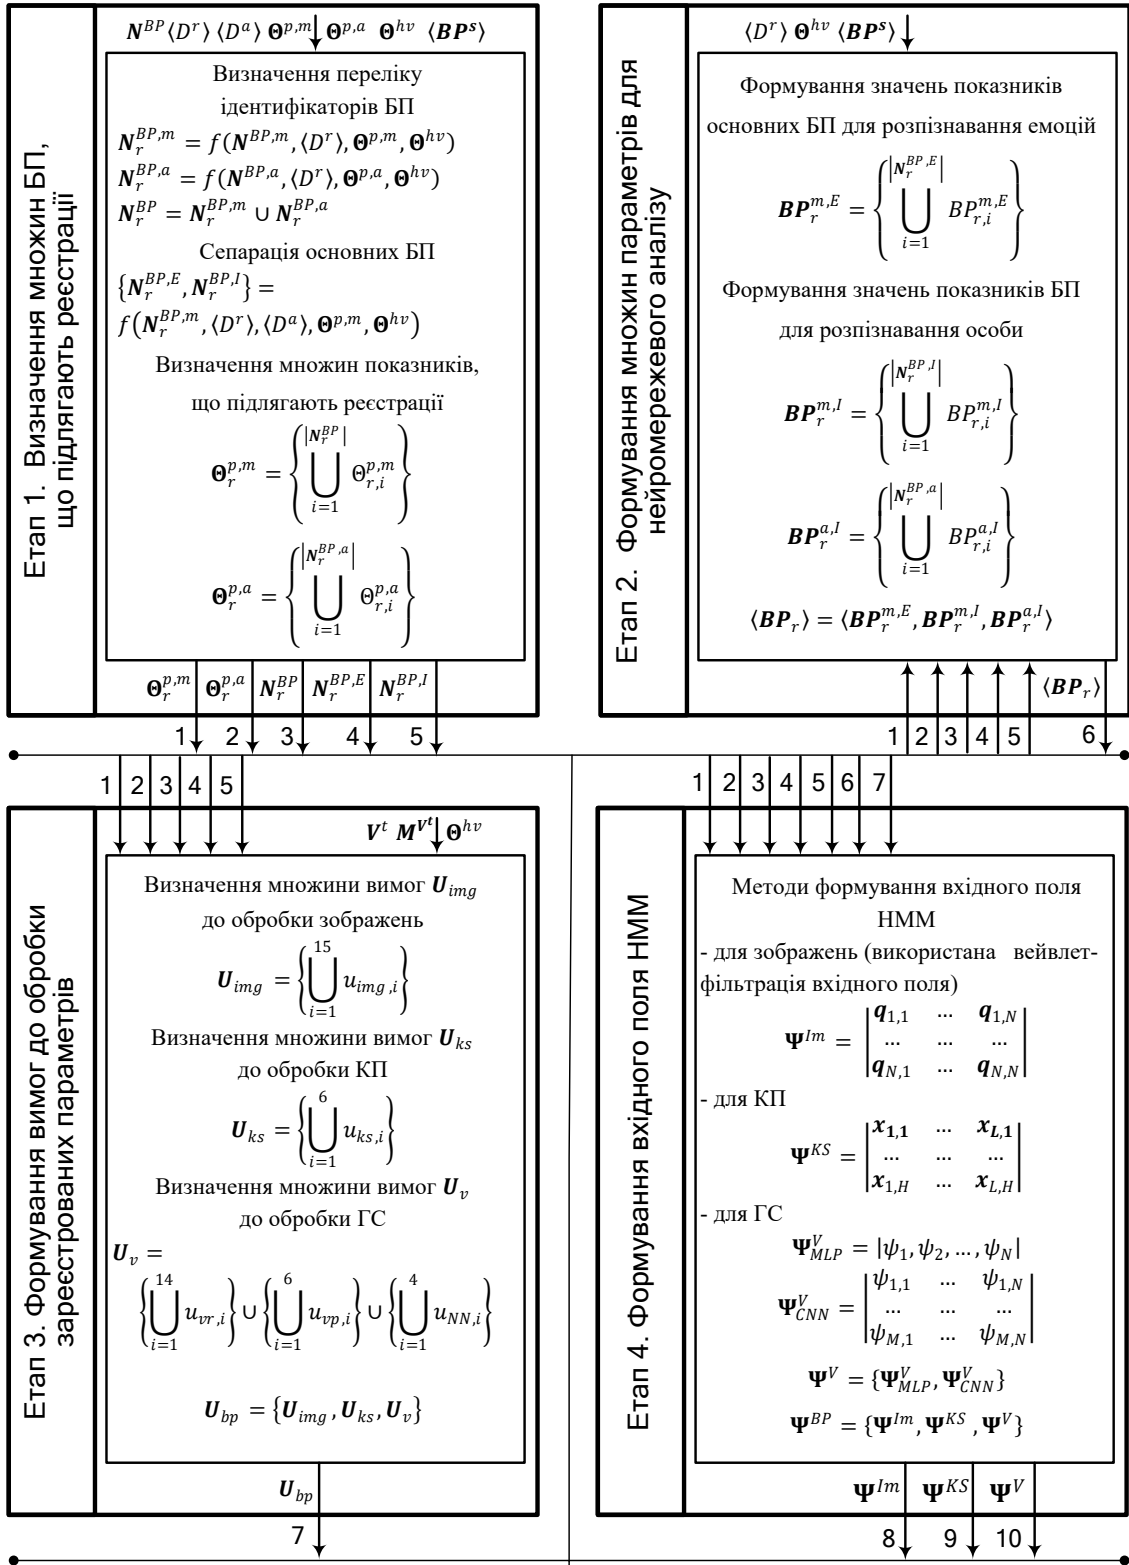 Етап 1. Визначення множин БП,
що підлягають реєстрації
N^{BP} ⟨D^r⟩ ⟨D^a⟩ Θ^{p,m} Θ^{p,a} Θ^{hv} ⟨BP^s⟩
Визначення переліку
ідентифікаторів БП
N_r^{BP,m} = f(N^{BP,m}, ⟨D^r⟩, Θ^{p,m}, Θ^{hv})
N_r^{BP,a} = f(N^{BP,a}, ⟨D^r⟩, Θ^{p,a}, Θ^{hv})
N_r^{BP} = N_r^{BP,m} ∪ N_r^{BP,a}
Сепарація основних БП
{N_r^{BP,E}, N_r^{BP,I}} =
f(N_r^{BP,m}, ⟨D^r⟩, ⟨D^a⟩, Θ^{p,m}, Θ^{hv})
Визначення множин показників,
що підлягають реєстрації
Θ_r^{p,m} = {⋃_{i=1}^{|N_r^{BP}|} Θ_{r,i}^{p,m}}
Θ_r^{p,a} = {⋃_{i=1}^{|N_r^{BP,a}|} Θ_{r,i}^{p,a}}
Θ_r^{p,m} Θ_r^{p,a} N_r^{BP} N_r^{BP,E} N_r^{BP,I}
1 2 3 4 5
Етап 2. Формування множин параметрів для
нейромережевого аналізу
⟨D^r⟩ Θ^{hv} ⟨BP^s⟩
Формування значень показників
основних БП для розпізнавання емоцій
BP_r^{m,E} = {⋃_{i=1}^{|N_r^{BP,E}|} BP_{r,i}^{m,E}}
Формування значень показників БП
для розпізнавання особи
BP_r^{m,I} = {⋃_{i=1}^{|N_r^{BP,I}|} BP_{r,i}^{m,I}}
BP_r^{a,I} = {⋃_{i=1}^{|N_r^{BP,a}|} BP_{r,i}^{a,I}}
⟨BP_r⟩ = ⟨BP_r^{m,E}, BP_r^{m,I}, BP_r^{a,I}⟩
⟨BP_r⟩
1 2 3 4 5 6
Етап 3. Формування вимог до обробки
зареєстрованих параметрів
1 2 3 4 5
V^t M^{V^t} Θ^{hv}
Визначення множини вимог U_{img}
до обробки зображень
U_{img} = {⋃_{i=1}^{15} u_{img,i}}
Визначення множини вимог U_{ks}
до обробки КП
U_{ks} = {⋃_{i=1}^{6} u_{ks,i}}
Визначення множини вимог U_v
до обробки ГС
U_v =
{⋃_{i=1}^{14} u_{vr,i}} ∪ {⋃_{i=1}^{6} u_{vp,i}} ∪ {⋃_{i=1}^{4} u_{NN,i}}
U_{bp} = {U_{img}, U_{ks}, U_v}
U_{bp}
7
Етап 4. Формування вхідного поля НММ
1 2 3 4 5 6 7
Методи формування вхідного поля
НММ
- для зображень (використана вейвлет-
фільтрація вхідного поля)
Ψ^{Im} = |q_{1,1} ... q_{1,N}|
|... ... ...|
|q_{N,1} ... q_{N,N}|
- для КП
Ψ^{KS} = |x_{1,1} ... x_{L,1}|
|... ... ...|
|x_{1,H} ... x_{L,H}|
- для ГС
Ψ_{MLP}^V = |ψ_1, ψ_2, ..., ψ_N|
Ψ_{CNN}^V = |ψ_{1,1} ... ψ_{1,N}|
|... ... ...|
|ψ_{M,1} ... ψ_{M,N}|
Ψ^V = {Ψ_{MLP}^V, Ψ_{CNN}^V}
Ψ^{BP} = {Ψ^{Im}, Ψ^{KS}, Ψ^V}
Ψ^{Im} Ψ^{KS} Ψ^V
8 9 10